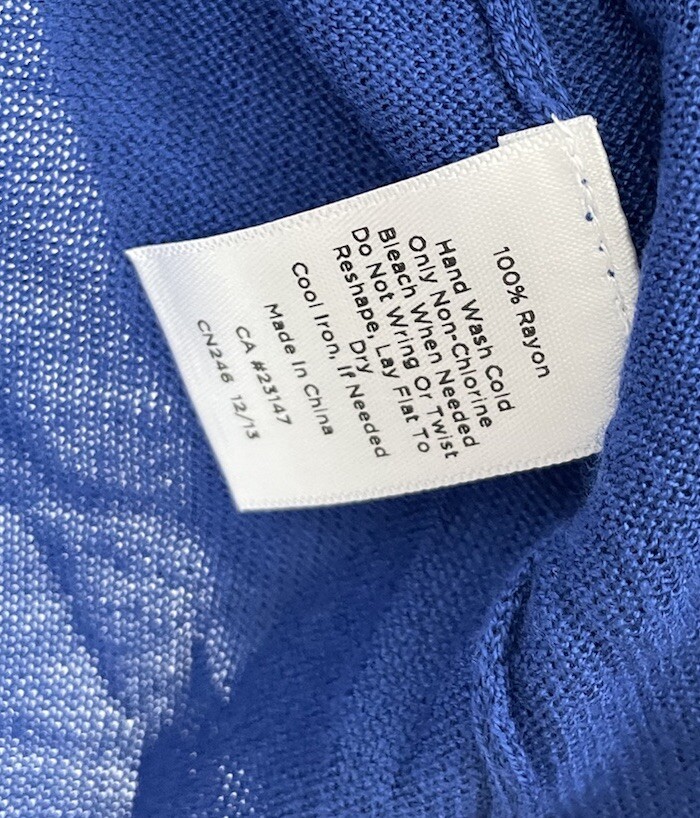 100% Rayon
Hand Wash Cold
Only Non-Chlorine
Bleach When Needed
Do Not Wring Or Twist
Reshape, Lay Flat To
Dry
Cool Iron, If Needed
Made In China
CA #23147
CN246 12/13